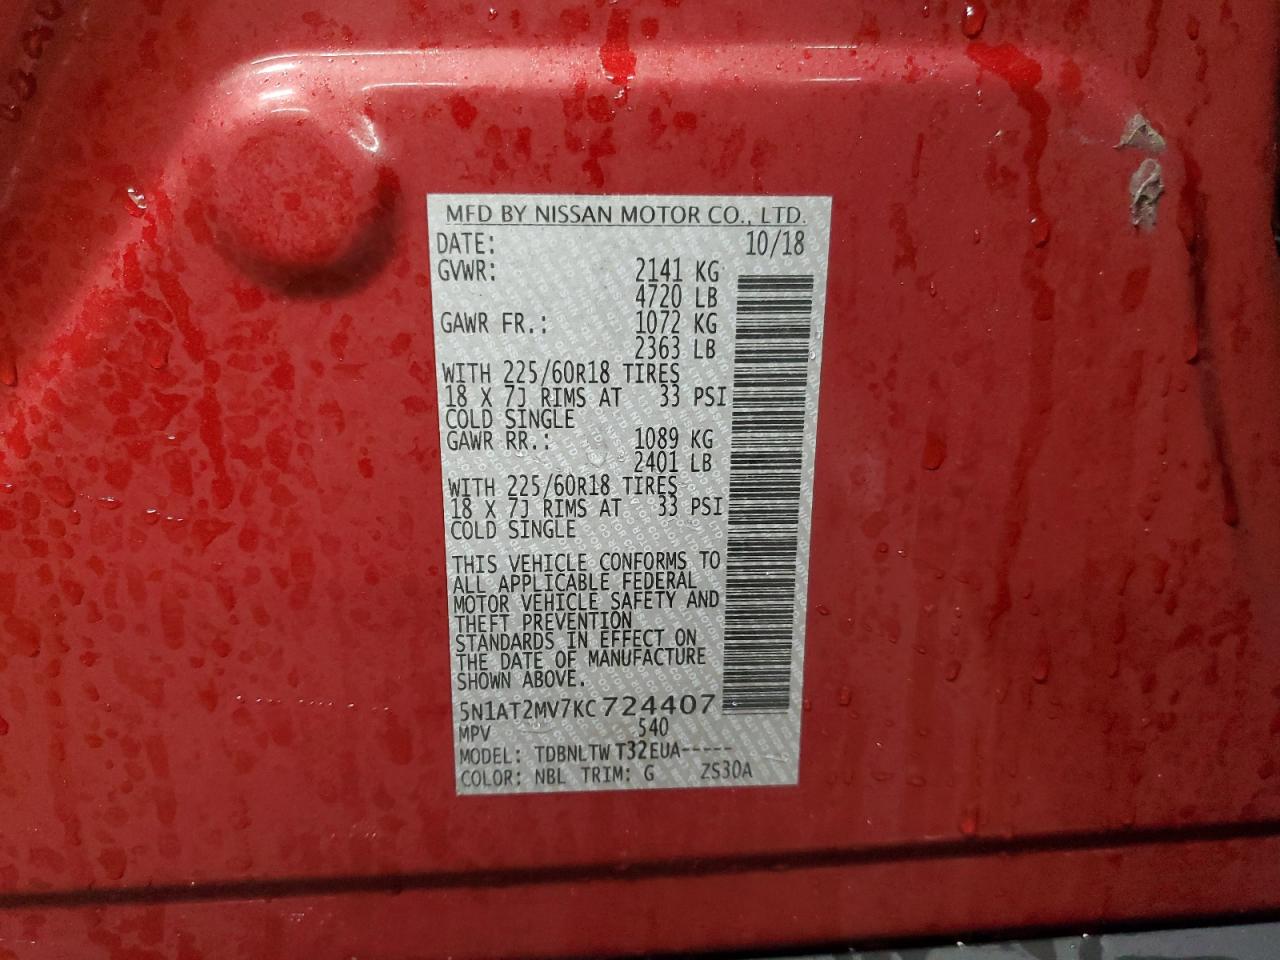 MFD BY NISSAN MOTOR CO., LTD.
DATE: 10/18
GVWR: 2141 KG
4720 LB
GAWR FR.: 1072 KG
2363 LB
WITH 225/60R18 TIRES
18 X 7J RIMS AT 33 PSI
COLD SINGLE
GAWR RR.: 1089 KG
2401 LB
WITH 225/60R18 TIRES
18 X 7J RIMS AT 33 PSI
COLD SINGLE
THIS VEHICLE CONFORMS TO
ALL APPLICABLE FEDERAL
MOTOR VEHICLE SAFETY AND
THEFT PREVENTION
STANDARDS IN EFFECT ON
THE DATE OF MANUFACTURE
SHOWN ABOVE.
5N1AT2MV7KC724407
MPV 540
MODEL: TDBNLTW T32EUA-----
COLOR: NBL TRIM: G ZS30A